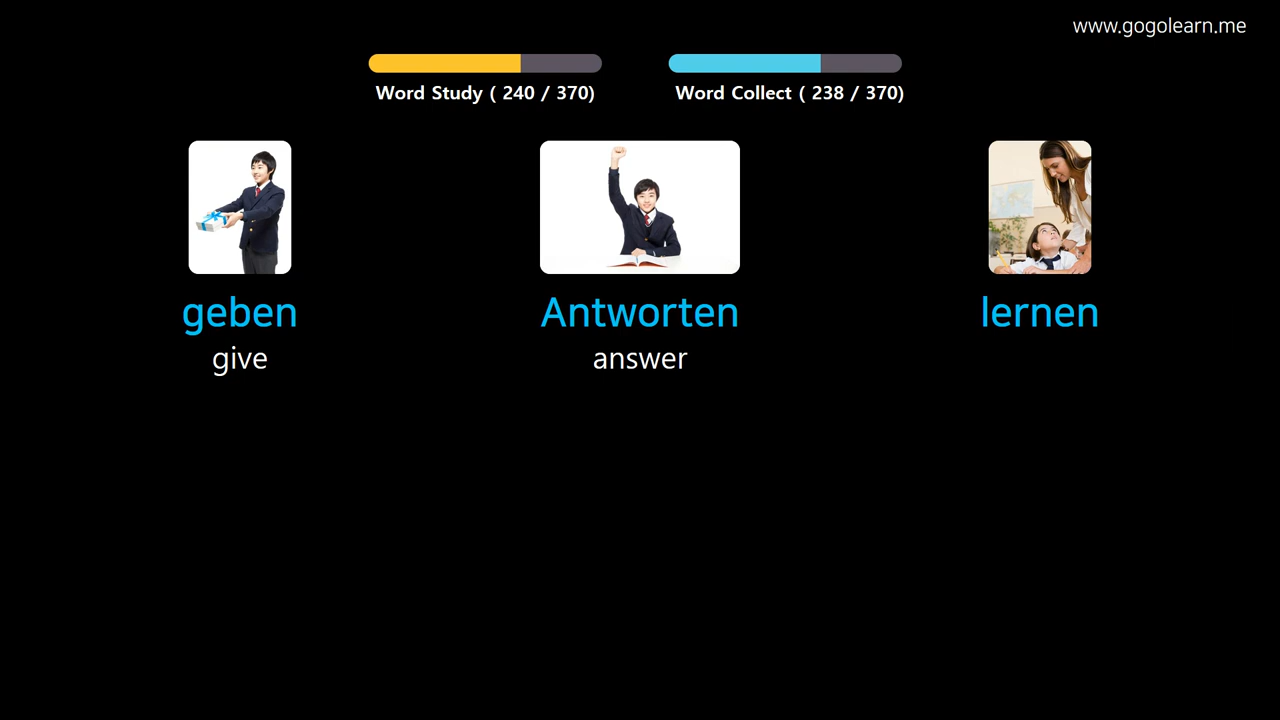 www.gogolearn.me
Word Study ( 240 / 370)
Word Collect ( 238 / 370)
geben
give
Antworten
answer
lernen